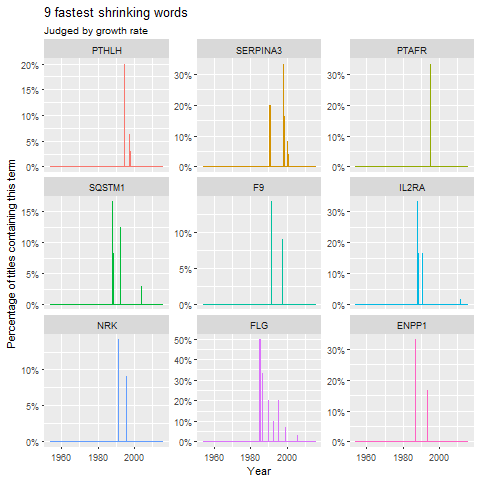 9 fastest shrinking words
Judged by growth rate
PTHLH
SERPINA3
PTAFR
20%
15%
10%
5%
0%
30%
20%
10%
0%
30%
20%
10%
0%
SQSTM1
F9
IL2RA
15%
10%
5%
0%
10%
5%
0%
30%
20%
10%
0%
NRK
FLG
ENPP1
10%
5%
0%
50%
40%
30%
20%
10%
0%
30%
20%
10%
0%
1960 1980 2000
1960 1980 2000
1960 1980 2000
Year
Percentage of titles containing this term